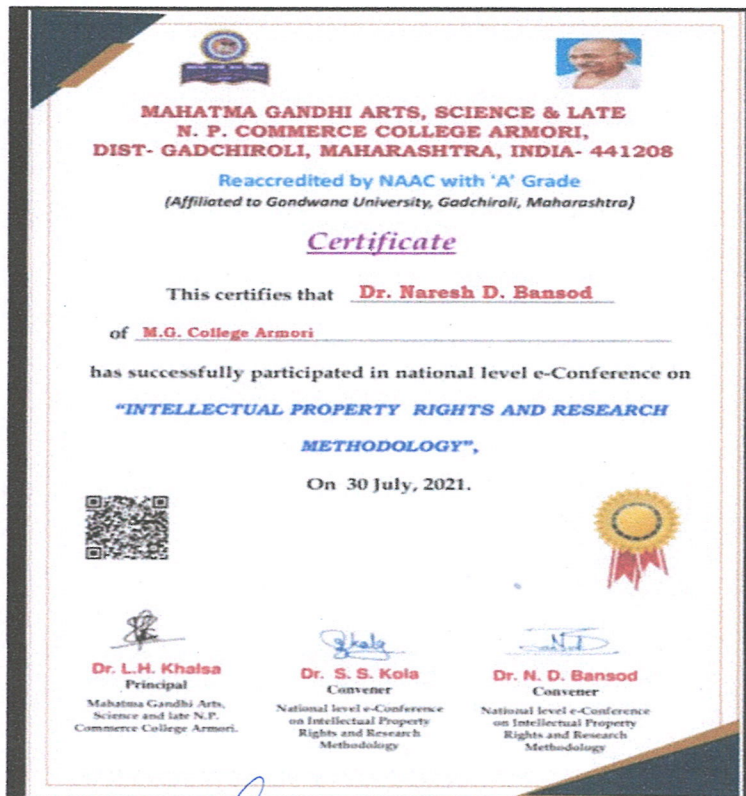 MAHATMA GANDHI ARTS, SCIENCE & LATE
N. P. COMMERCE COLLEGE ARMORI,
DIST- GADCHIROLI, MAHARASHTRA, INDIA- 441208
Reaccredited by NAAC with 'A' Grade
(Affiliated to Gondwana University, Gadchiroli, Maharashtra)
Certificate
This certifies that Dr. Naresh D. Bansod
of M.G. College Armori
has successfully participated in national level e-Conference on
"INTELLECTUAL PROPERTY RIGHTS AND RESEARCH
METHODOLOGY",
On 30 July, 2021.
Dr. L.H. Khalsa
Principal
Mahatma Gandhi Arts,
Science and late N.P.
Commerce College Armori.
Dr. S. S. Kola
Convener
National level e-Conference
on Intellectual Property
Rights and Research
Methodology
Dr. N. D. Bansod
Convener
National level e-Conference
on Intellectual Property
Rights and Research
Methodology